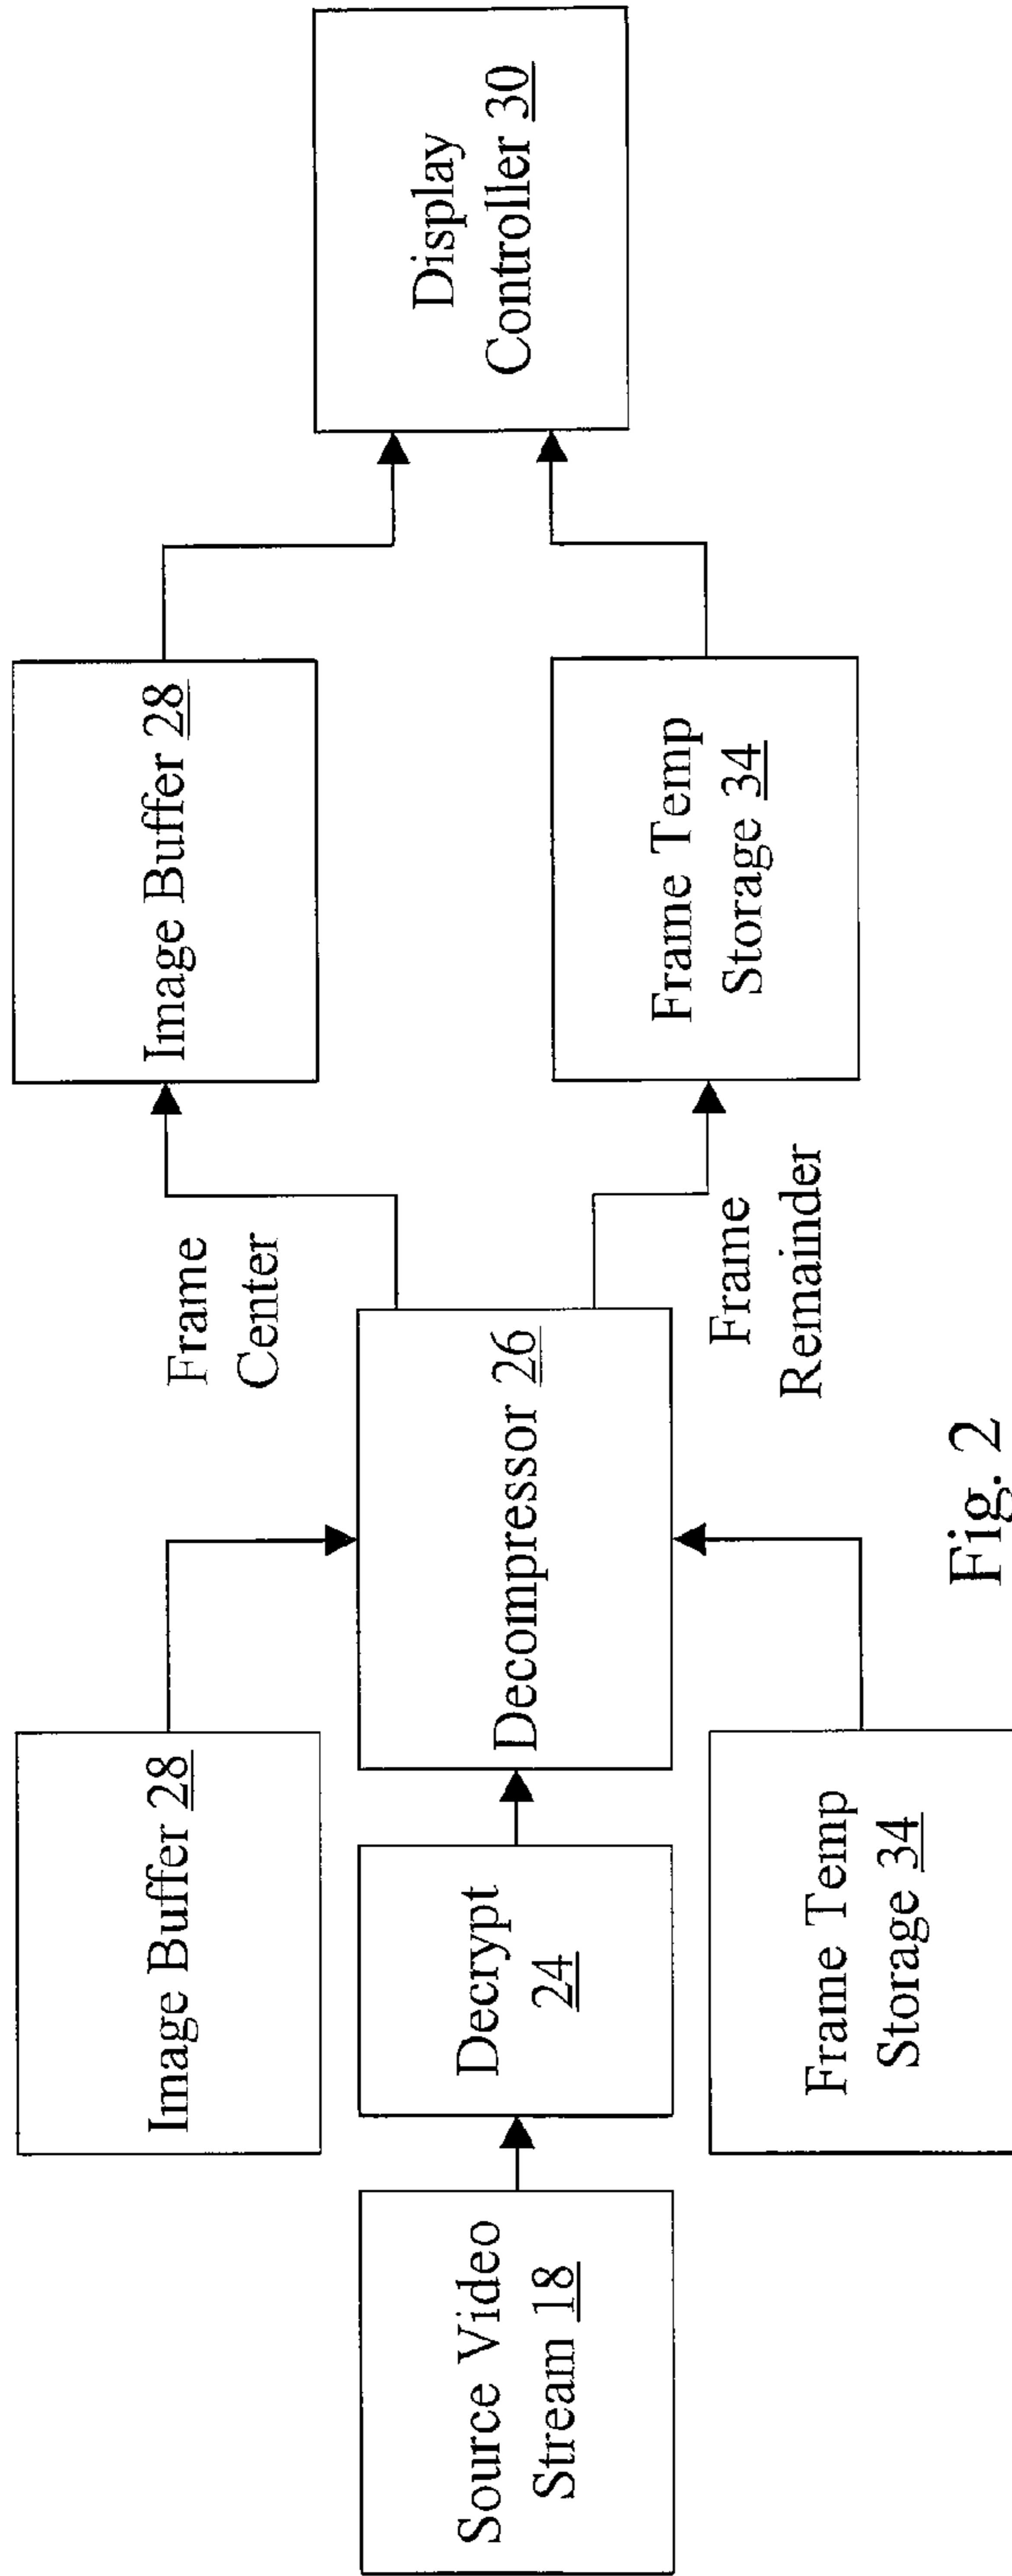 Source Video
Stream 18
Decrypt
24
Image Buffer 28
Decompressor 26
Frame Temp
Storage 34
Frame
Center
Frame
Remainder
Image Buffer 28
Frame Temp
Storage 34
Display
Controller 30
Fig. 2